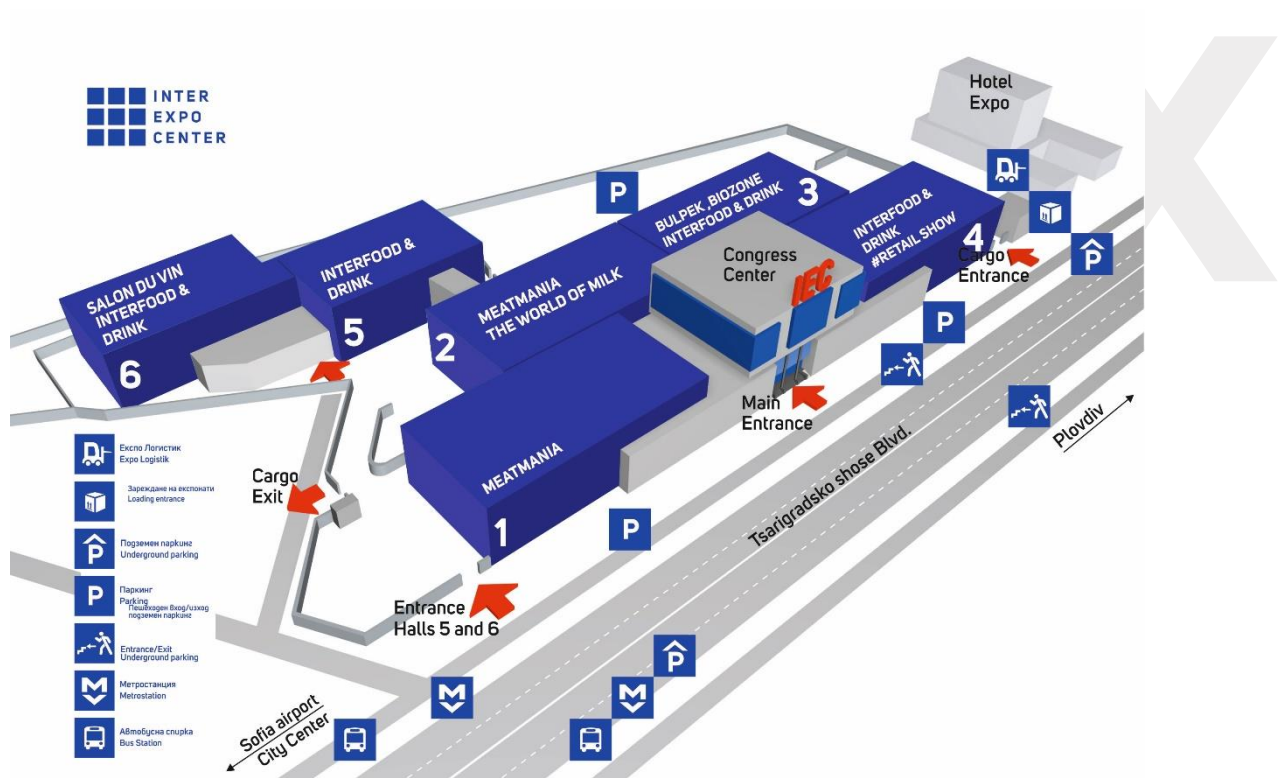 INTER
EXPO
CENTER
Hotel
Expo
P
3
BULPEK ,BIOZONE
INTERFOOD & DRINK
INTERFOOD &
DRINK
#RETAIL SHOW
4
Cargo
Entrance
P
Congress
Center
IEC
SALON DU VIN
INTERFOOD &
DRINK
6
INTERFOOD &
DRINK
5
MEATMANIA
THE WORLD OF MILK
2
P
Main
Entrance
MEATMANIA
1
P
Tsarigradsko shose Blvd.
Plovdiv
Cargo
Exit
Entrance
Halls 5 and 6
P
M
M
Sofia airport
City Center
Експо Логистик
Expo Logistik
Зареждане на експонати
Loading entrance
P
Подземен паркинг
Underground parking
P
Паркинг
Parking
Пешеходен вход/изход
подземен паркинг
Entrance/Exit
Underground parking
M
Метростанция
Metrostation
Автобусна спирка
Bus Station
X